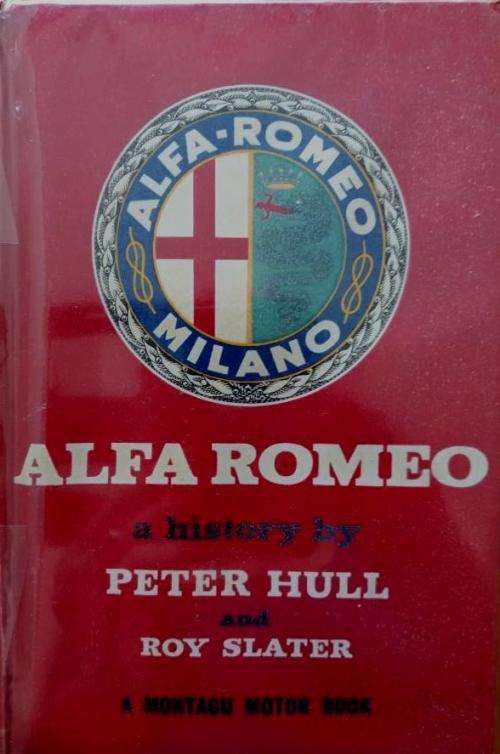 ALFA-ROMEO
MILANO
ALFA ROMEO
a history by
PETER HULL
and
ROY SLATER
A MONTAGU MOTOR BOOK